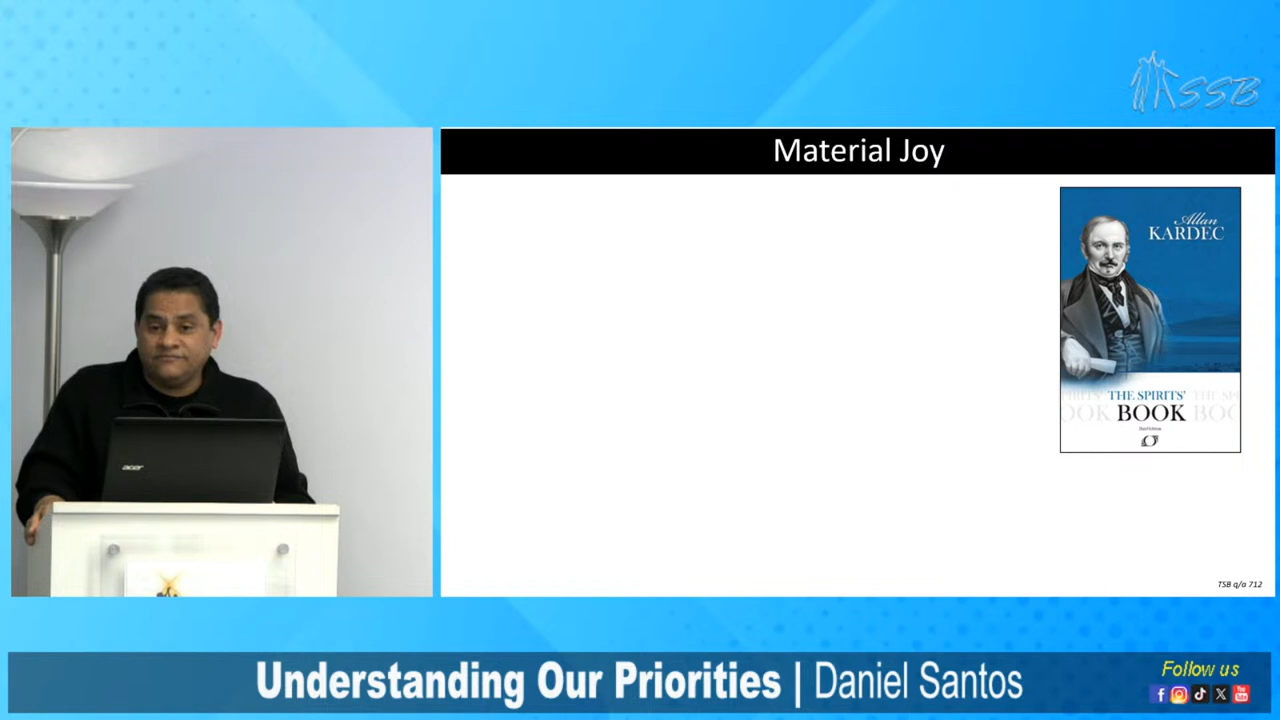 SSB
Material Joy
Allan
KARDEC
THE SPIRITS'
BOOK
acer
TSB q/a 712
Understanding Our Priorities | Daniel Santos
Follow us